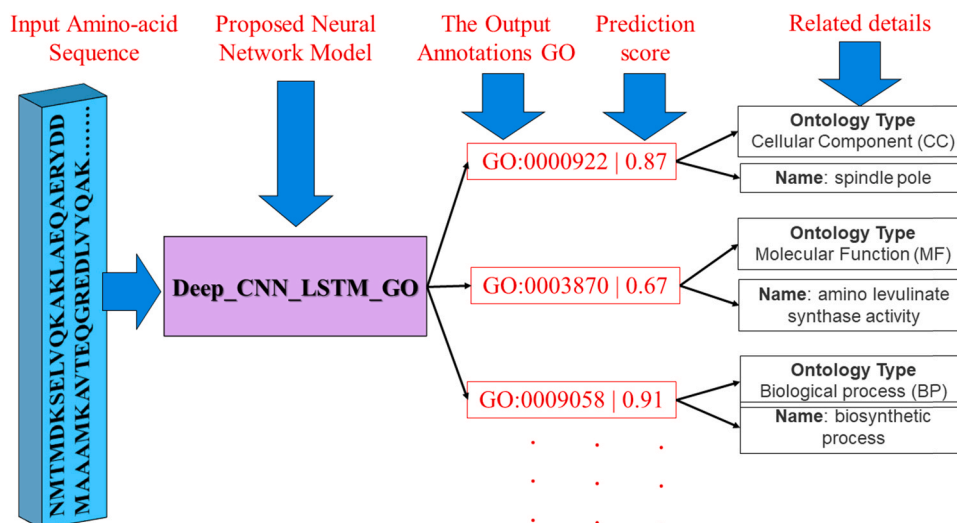 Input Amino-acid
Sequence
Proposed Neural
Network Model
The Output
Annotations GO
Prediction
score
Related details
NMTMDKSELVQKAKLAEQAERYDD
MAAAMKAVTEQGREDLVYQAK........
Deep_CNN_LSTM_GO
GO:0000922 | 0.87
Ontology Type
Cellular Component (CC)
Name: spindle pole
GO:0003870 | 0.67
Ontology Type
Molecular Function (MF)
Name: amino levulinate
synthase activity
GO:0009058 | 0.91
Ontology Type
Biological process (BP)
Name: biosynthetic
process